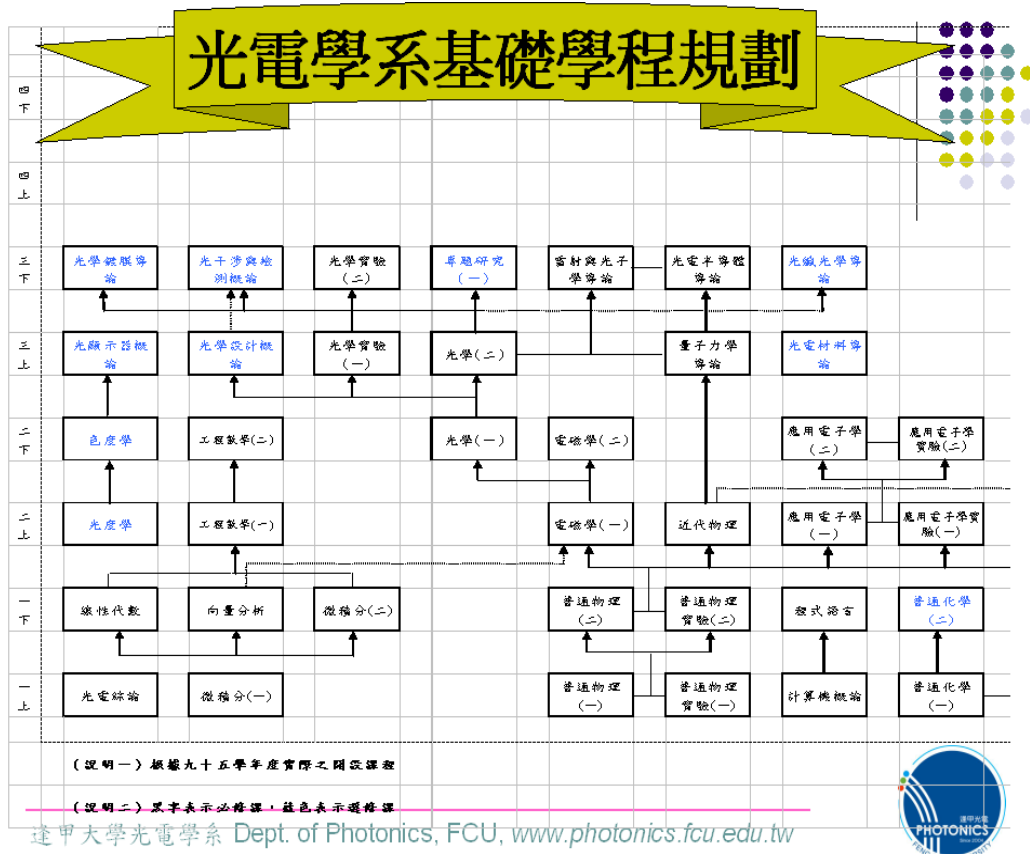 光電學系基礎學程規劃
四
下
四
上
三
下
光學鍍膜導
論
光干涉與檢
測概論
光學實驗
(二)
專題研究
(一)
雷射與光子
學導論
光電半導體
導論
光纖光學導
論
三
上
光顯示器概
論
光學設計概
論
光學實驗
(一)
光學(二)
量子力學
導論
光電材料導
論
二
下
色度學
工程數學(二)
光學(一)
電磁學(二)
應用電子學
(二)
應用電子學
實驗(二)
二
上
光度學
工程數學(一)
電磁學(一)
近代物理
應用電子學
(一)
應用電子學實
驗(一)
一
下
線性代數
向量分析
微積分(二)
普通物理
(二)
普通物理
實驗(二)
程式語言
普通化學
(二)
一
上
光電綜論
微積分(一)
普通物理
(一)
普通物理
實驗(一)
計算機概論
普通化學
(一)
(說明一) 根據九十五學年度實際之開設課程
(說明二) 黑字表示必修課，藍色表示選修課
逢甲大學光電學系 Dept. of Photonics, FCU, www.photonics.fcu.edu.tw
逢甲光電
PHOTONICS